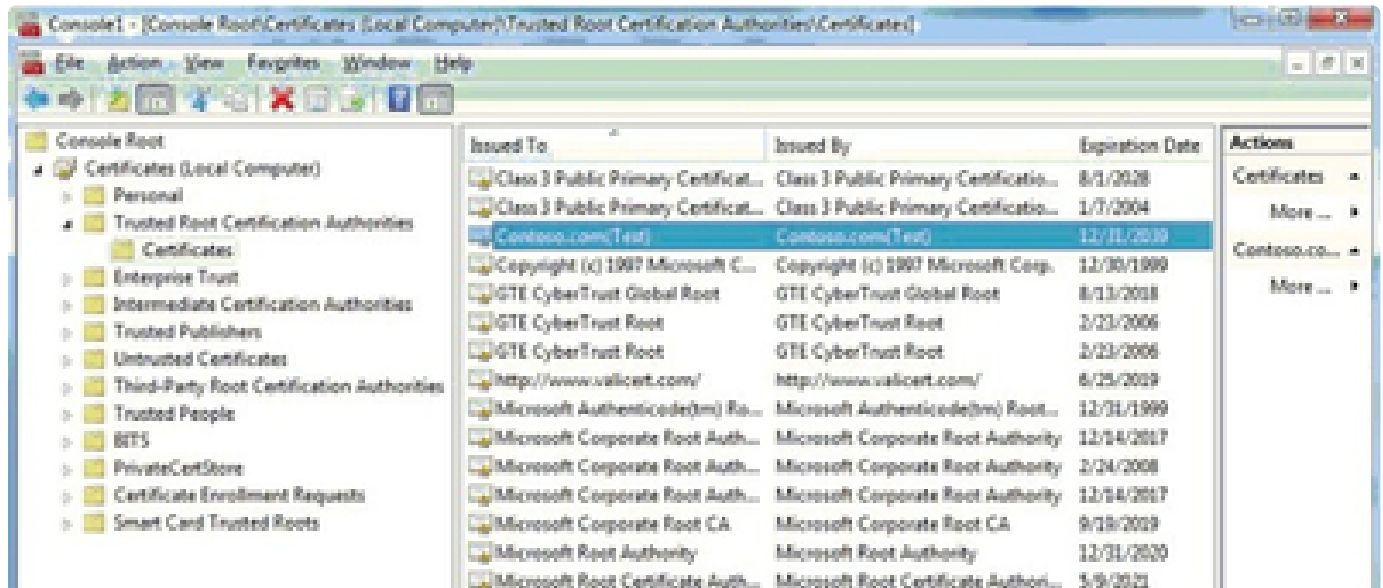 Console1 - [Console Root\Certificates (Local Computer)\Trusted Root Certification Authorities\Certificates]
File Action View Favorites Window Help
Console Root
Certificates (Local Computer)
Personal
Trusted Root Certification Authorities
Certificates
Enterprise Trust
Intermediate Certification Authorities
Trusted Publishers
Untrusted Certificates
Third-Party Root Certification Authorities
Trusted People
BITS
PrivateCertStore
Certificate Enrollment Requests
Smart Card Trusted Roots
Issued To Issued By Expiration Date
Class 3 Public Primary Certificat... Class 3 Public Primary Certificatio... 8/1/2028
Class 3 Public Primary Certificat... Class 3 Public Primary Certificatio... 1/7/2004
Contoso.com(Test) Contoso.com(Test) 12/31/2039
Copyright (c) 1997 Microsoft C... Copyright (c) 1997 Microsoft Corp. 12/30/1999
GTE CyberTrust Global Root GTE CyberTrust Global Root 8/13/2018
GTE CyberTrust Root GTE CyberTrust Root 2/23/2006
GTE CyberTrust Root GTE CyberTrust Root 2/23/2006
http://www.valicert.com/ http://www.valicert.com/ 6/25/2019
Microsoft Authenticode(tm) Ro... Microsoft Authenticode(tm) Root... 12/31/1999
Microsoft Corporate Root Auth... Microsoft Corporate Root Authority 12/14/2017
Microsoft Corporate Root Auth... Microsoft Corporate Root Authority 2/24/2008
Microsoft Corporate Root Auth... Microsoft Corporate Root Authority 12/14/2017
Microsoft Corporate Root CA Microsoft Corporate Root CA 9/19/2019
Microsoft Root Authority Microsoft Root Authority 12/31/2020
Microsoft Root Certificate Auth... Microsoft Root Certificate Authori... 5/9/2021
Actions
Certificates
More ...
Contoso.co...
More ...